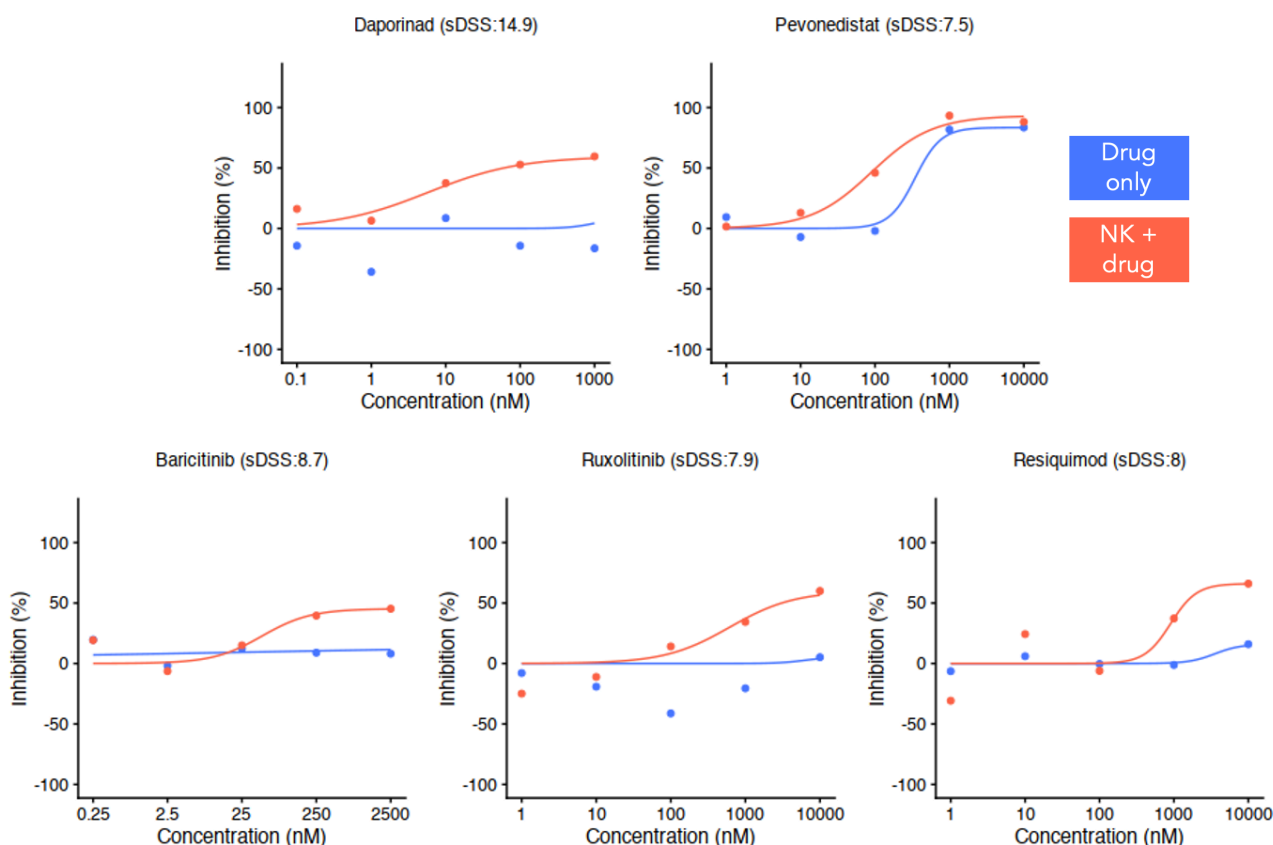 Daporinad (sDSS:14.9)
100
50
0
-50
-100
Inhibition (%)
0.1 1 10 100 1000
Concentration (nM)
Pevonedistat (sDSS:7.5)
100
50
0
-50
-100
Inhibition (%)
1 10 100 1000 10000
Concentration (nM)
Drug
only
NK +
drug
Baricitinib (sDSS:8.7)
100
50
0
-50
-100
Inhibition (%)
0.25 2.5 25 250 2500
Concentration (nM)
Ruxolitinib (sDSS:7.9)
100
50
0
-50
-100
Inhibition (%)
1 10 100 1000 10000
Concentration (nM)
Resiquimod (sDSS:8)
100
50
0
-50
-100
Inhibition (%)
1 10 100 1000 10000
Concentration (nM)